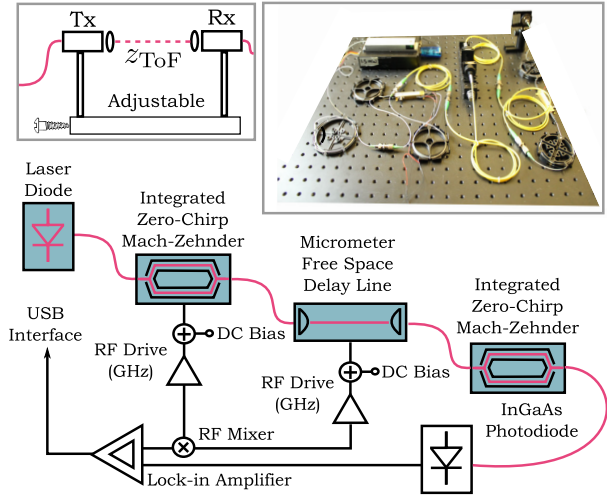 Tx
Rx
zToF
Adjustable
Laser
Diode
Integrated
Zero-Chirp
Mach-Zehnder
Micrometer
Free Space
Delay Line
Integrated
Zero-Chirp
Mach-Zehnder
USB
Interface
DC Bias
RF Drive
(GHz)
DC Bias
RF Drive
(GHz)
InGaAs
Photodiode
RF Mixer
Lock-in Amplifier